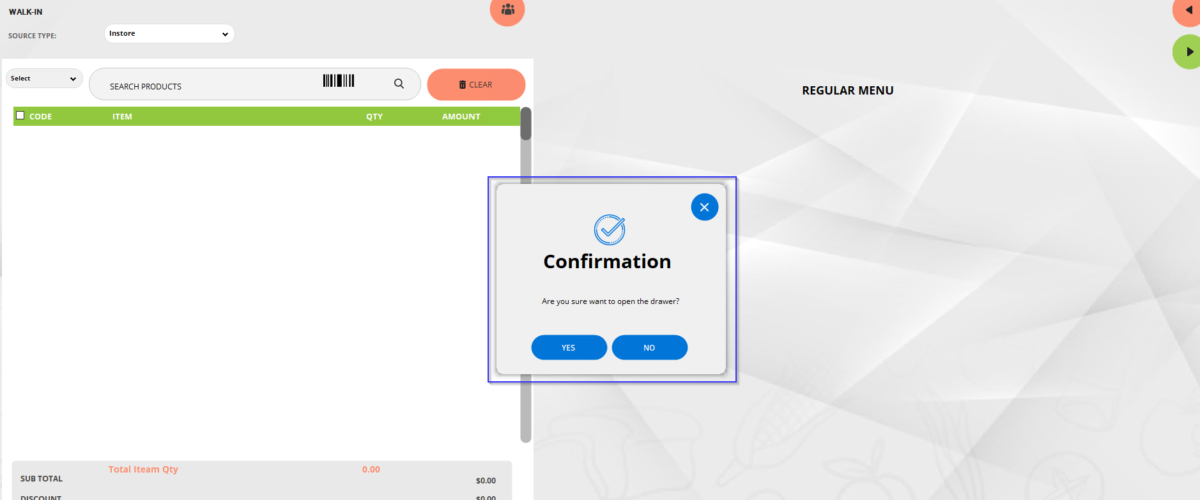 WALK-IN
SOURCE TYPE:
Instore
Select
SEARCH PRODUCTS
CLEAR
REGULAR MENU
CODE ITEM QTY AMOUNT
Confirmation
Are you sure want to open the drawer?
YES NO
Total Iteam Qty 0.00
SUB TOTAL $0.00
DISCOUNT $0.00